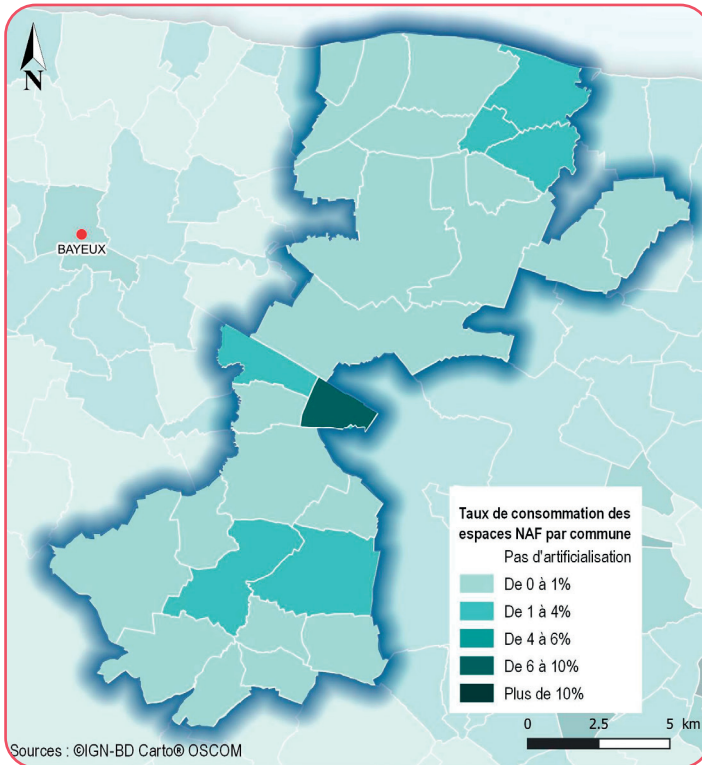 N
BAYEUX
Taux de consommation des
espaces NAF par commune
Pas d'artificialisation
De 0 à 1%
De 1 à 4%
De 4 à 6%
De 6 à 10%
Plus de 10%
0 2.5 5 km
Sources : ©IGN-BD Carto® OSCOM